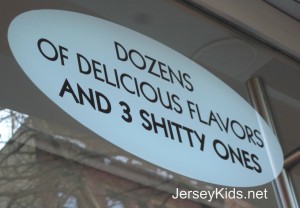 DOZENS
OF DELICIOUS FLAVORS
AND 3 SHITTY ONES
JerseyKids.net